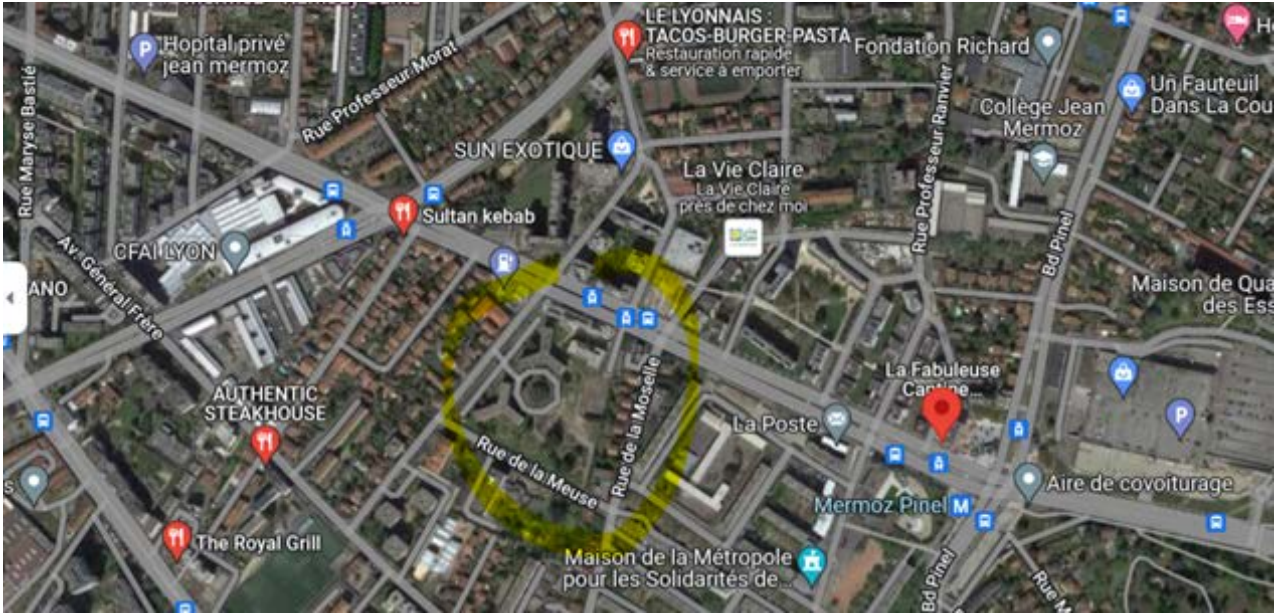 Hopital privé
jean mermoz
Rue Maryse Bastié
Rue Professeur Morat
LE LYONNAIS :
TACOS-BURGER-PASTA
Restauration rapide
& service à emporter
Fondation Richard
Un Fauteuil
Dans La Cou
Collège Jean
Mermoz
Rue Professeur Ranvier
SUN EXOTIQUE
La Vie Claire
La Vie Claire
près de chez moi
Sultan kebab
CFAI LYON
Av. Général Frère
ANO
Bd Pinel
Maison de Qua
des Ess
AUTHENTIC
STEAKHOUSE
La Fabuleuse
Cantine...
La Poste
Rue de la Moselle
Rue de la Meuse
P
Aire de covoiturage
Mermoz Pinel M
The Royal Grill
Maison de la Métropole
pour les Solidarités de...
Bd Pinel